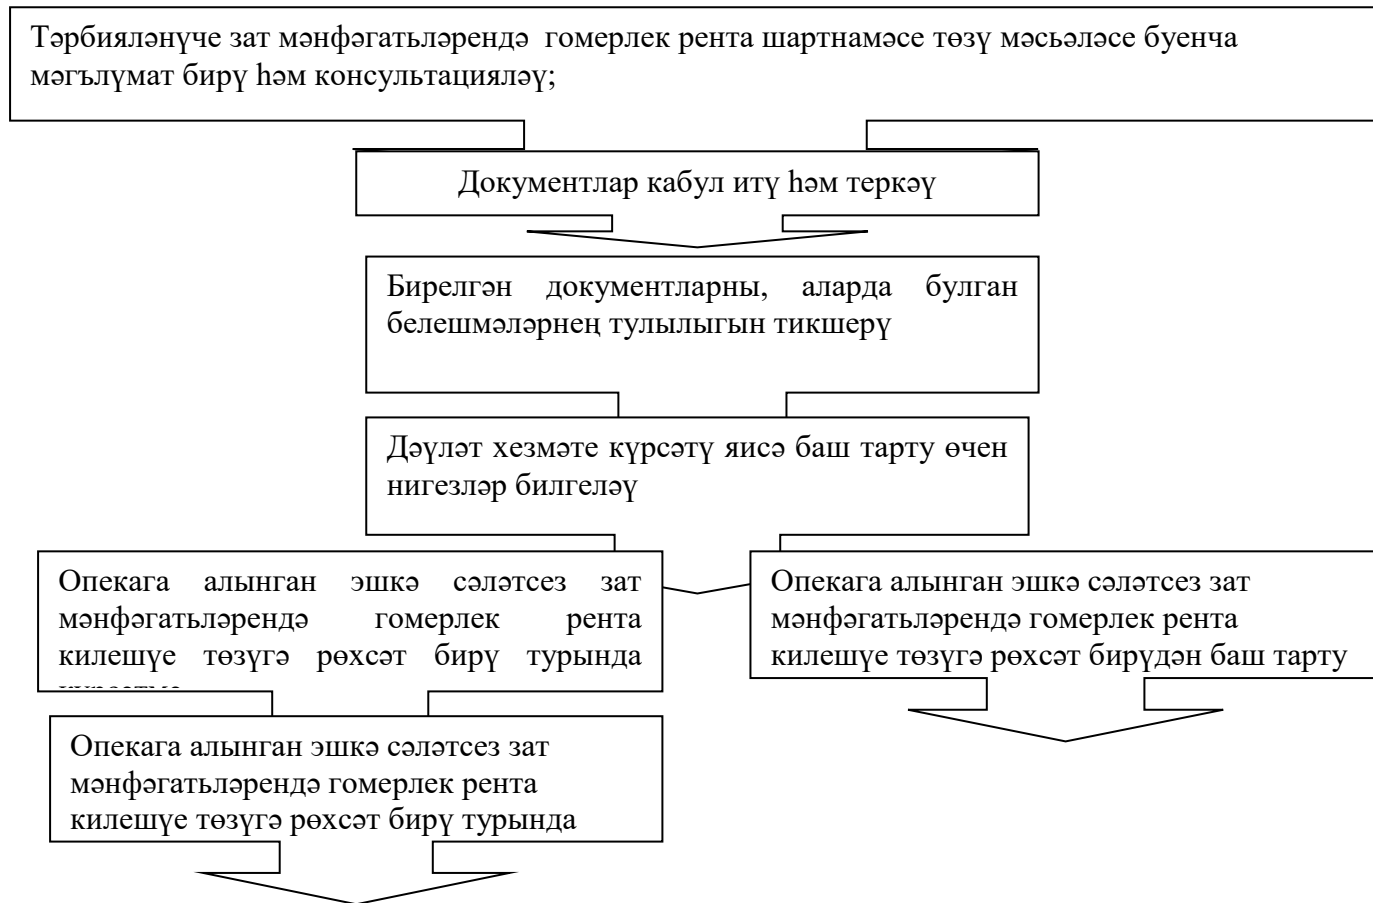 Тәрбияләнүче зат мәнфәгатьләрендә гомерлек рента шартнамәсе төзү мәсьәләсе буенча
мәгълүмат бирү һәм консультацияләү;
Документлар кабул итү һәм теркәү
Бирелгән документларны, аларда булган
белешмәләрнең тулылыгын тикшерү
Дәүләт хезмәте күрсәтү яисә баш тарту өчен
нигезләр билгеләү
Опекага алынган эшкә сәләтсез зат
мәнфәгатьләрендә гомерлек рента
килешүе төзүгә рөхсәт бирү турында
Опекага алынган эшкә сәләтсез зат
мәнфәгатьләрендә гомерлек рента
килешүе төзүгә рөхсәт бирүдән баш тарту
Опекага алынган эшкә сәләтсез зат
мәнфәгатьләрендә гомерлек рента
килешүе төзүгә рөхсәт бирү турында